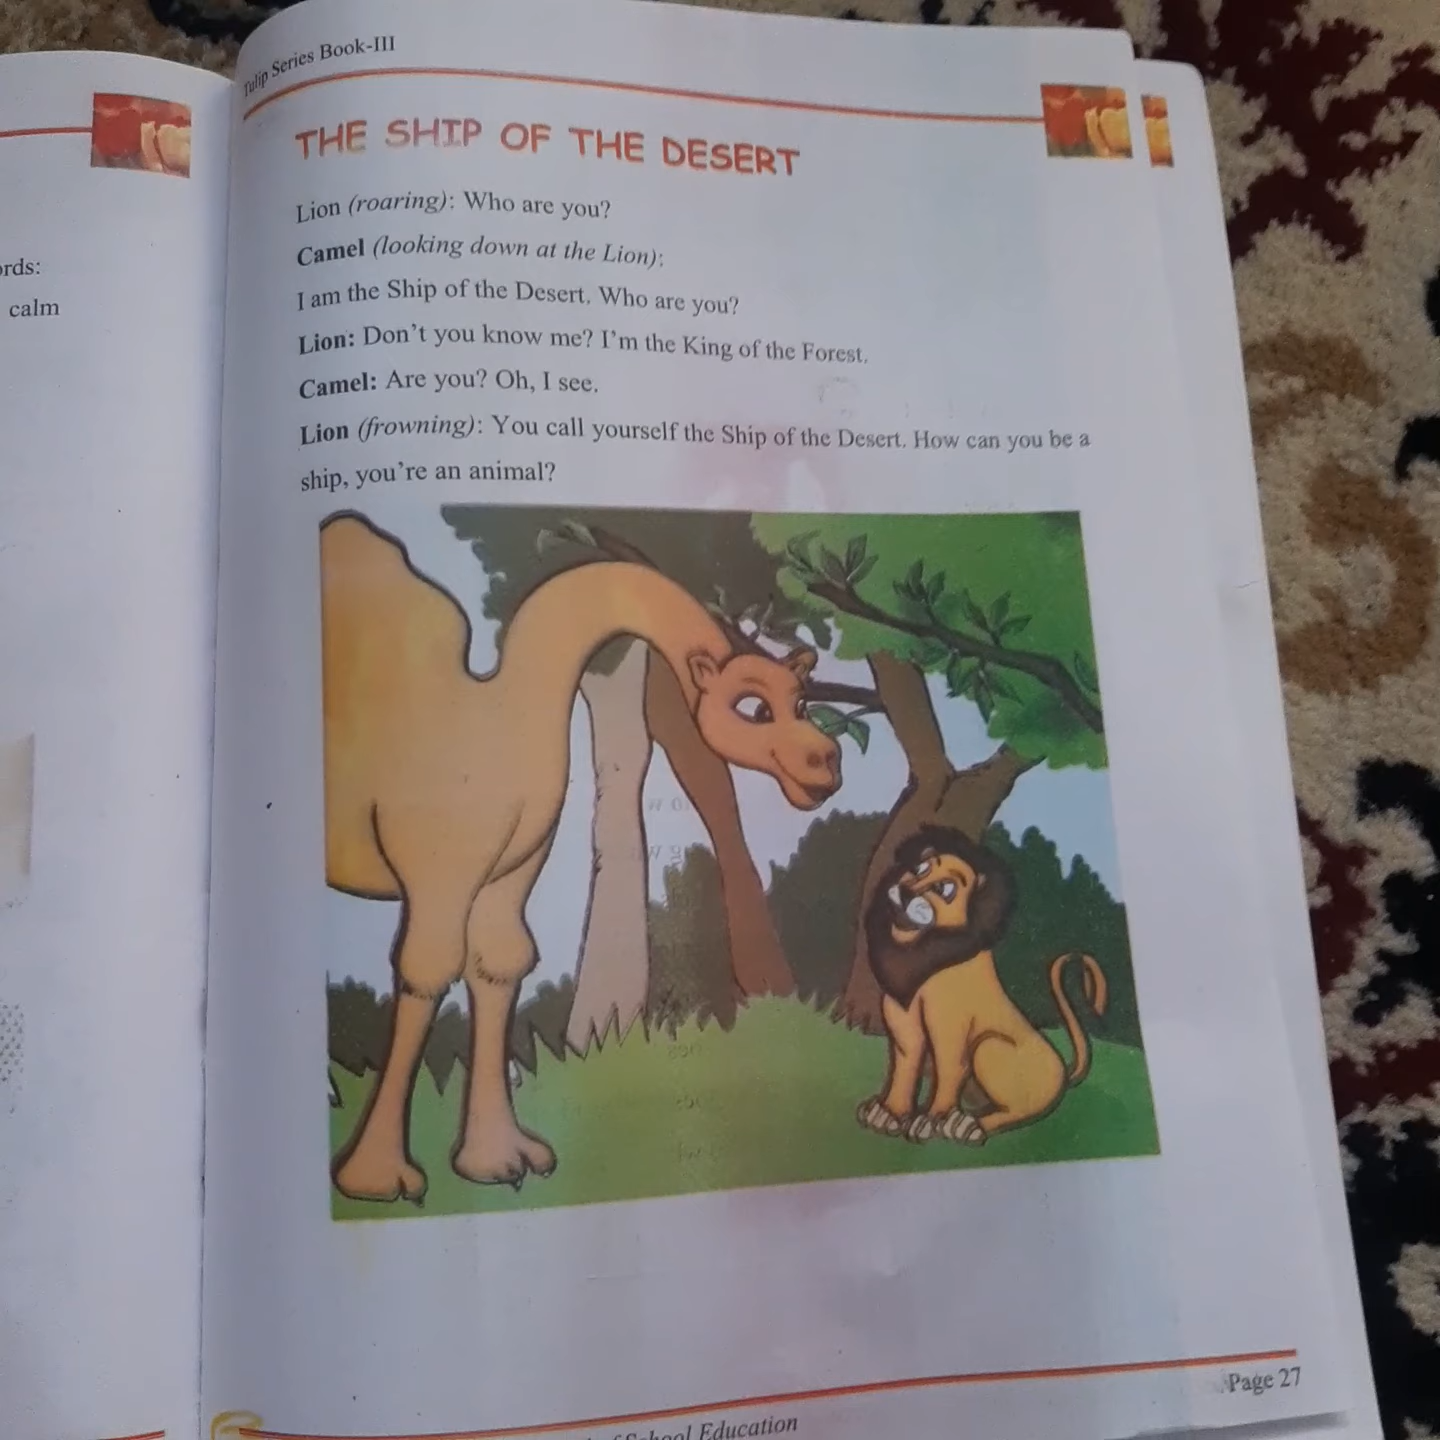 ords:
calm
Tulip Series Book-III
THE SHIP OF THE DESERT
Lion (roaring): Who are you?
Camel (looking down at the Lion):
I am the Ship of the Desert. Who are you?
Lion: Don't you know me? I'm the King of the Forest.
Camel: Are you? Oh, I see.
Lion (frowning): You call yourself the Ship of the Desert. How can you be a
ship, you're an animal?
Page 27
School Education